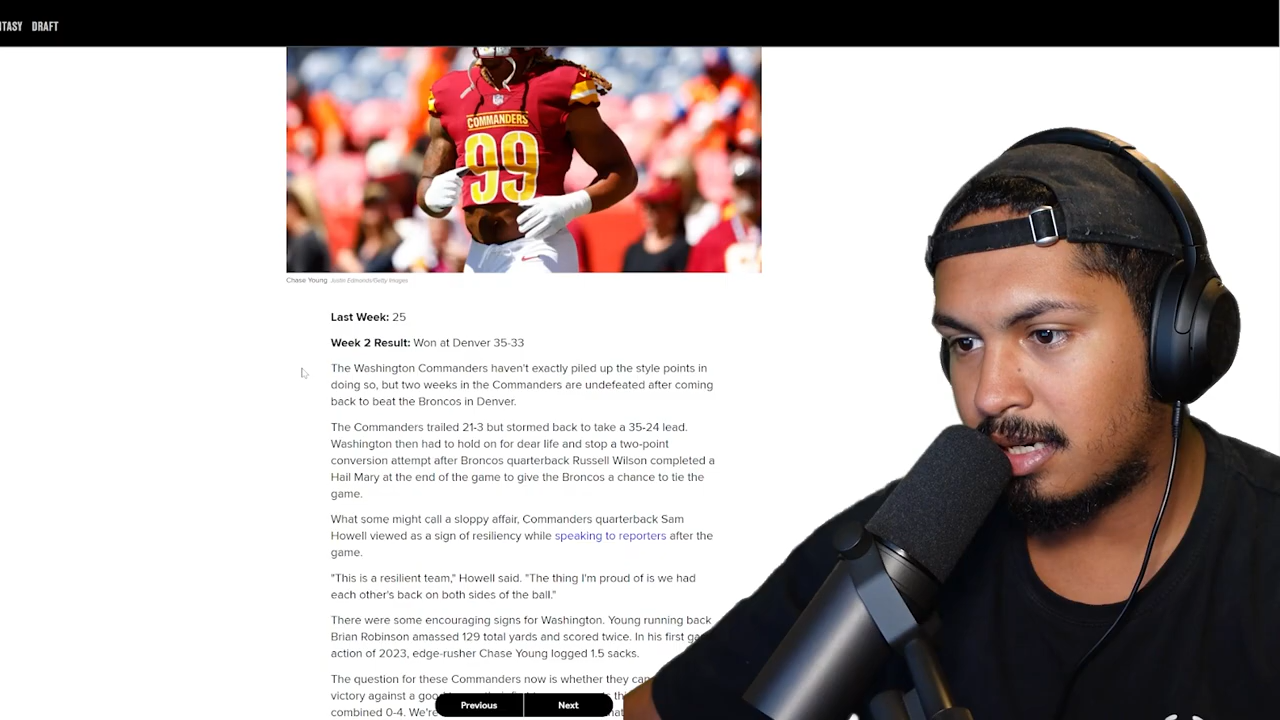 DRAFT
COMMANDERS
99
Chase Young Justin Edmonds/Getty Images
Last Week: 25
Week 2 Result: Won at Denver 35-33
The Washington Commanders haven't exactly piled up the style points in
doing so, but two weeks in the Commanders are undefeated after coming
back to beat the Broncos in Denver.
The Commanders trailed 21-3 but stormed back to take a 35-24 lead.
Washington then had to hold on for dear life and stop a two-point
conversion attempt after Broncos quarterback Russell Wilson completed a
Hail Mary at the end of the game to give the Broncos a chance to tie the
game.
What some might call a sloppy affair, Commanders quarterback Sam
Howell viewed as a sign of resiliency while speaking to reporters after the
game.
"This is a resilient team," Howell said. "The thing I'm proud of is we had
each other's back on both sides of the ball."
There were some encouraging signs for Washington. Young running back
Brian Robinson amassed 129 total yards and scored twice. In his first
action of 2023, edge-rusher Chase Young logged 1.5 sacks.
The question for these Commanders now is whether they can
victory against a good
combined 0-4. We're
Previous Next